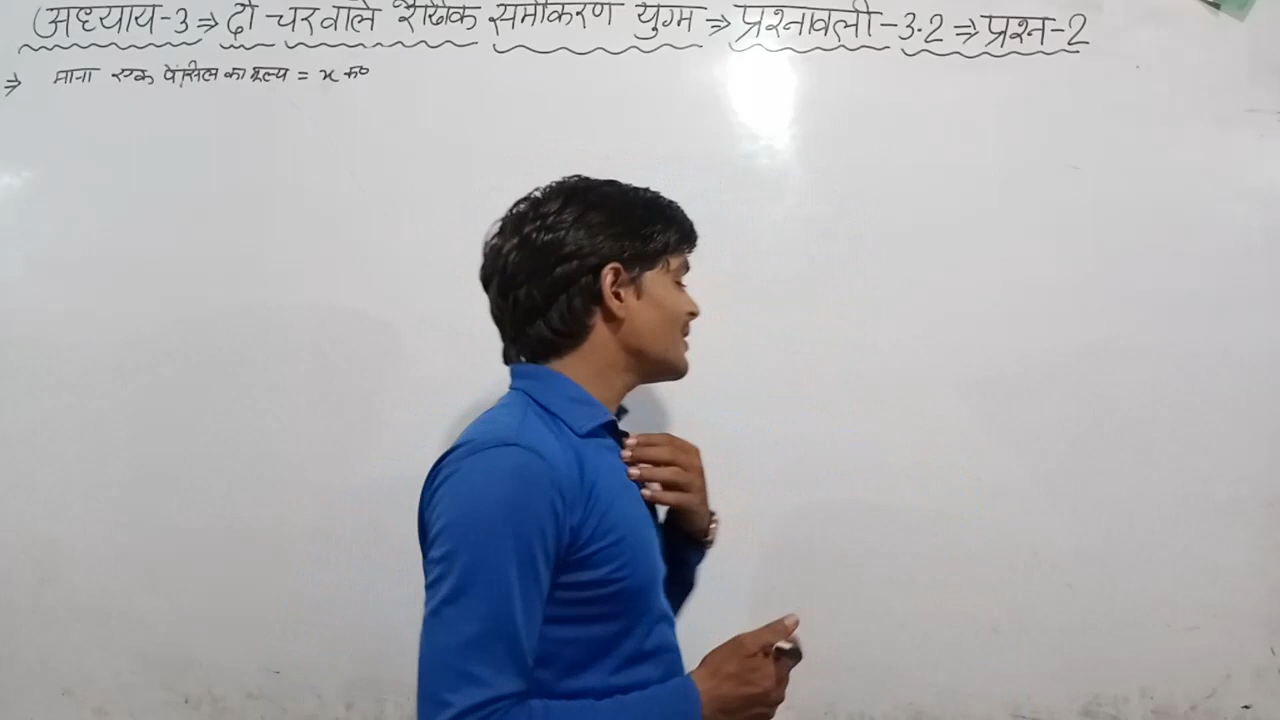 (अध्याय-3⇒ दो चरवाले रैखिक समीकरण युग्म ⇒ प्रश्नावली-3.2 ⇒ प्रश्न-2
⇒ माना एक पेंसिल का मूल्य = x रु०